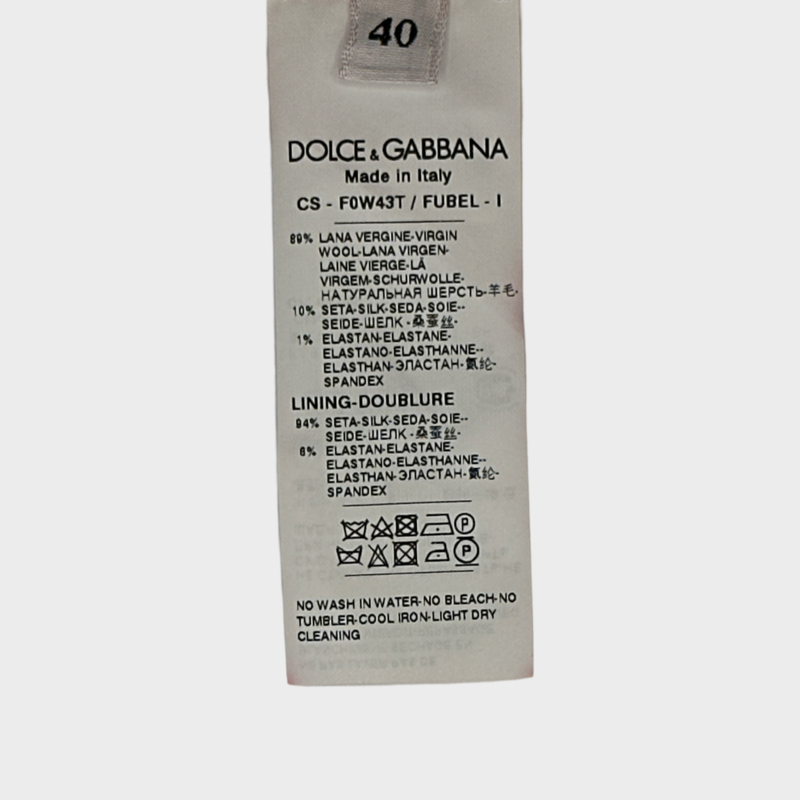 40
DOLCE & GABBANA
Made in Italy
CS - F0W43T / FUBEL - I
89% LANA VERGINE-VIRGIN
WOOL-LANA VIRGEN-
LAINE VIERGE-LÃ
VIRGEM-SCHURWOLLE-
НАТУРАЛЬНАЯ ШЕРСТЬ-羊毛-
10% SETA-SILK-SEDA-SOIE--
SEIDE-ШЕЛК -桑蚕丝-
1% ELASTAN-ELASTANE-
ELASTANO-ELASTHANNE--
ELASTHAN-ЭЛАСТАН-氨纶-
SPANDEX
LINING-DOUBLURE
94% SETA-SILK-SEDA-SOIE--
SEIDE-ШЕЛК -桑蚕丝-
6% ELASTAN-ELASTANE-
ELASTANO-ELASTHANNE--
ELASTHAN-ЭЛАСТАН-氨纶-
SPANDEX
P
P
NO WASH IN WATER-NO BLEACH-NO
TUMBLER-COOL IRON-LIGHT DRY
CLEANING